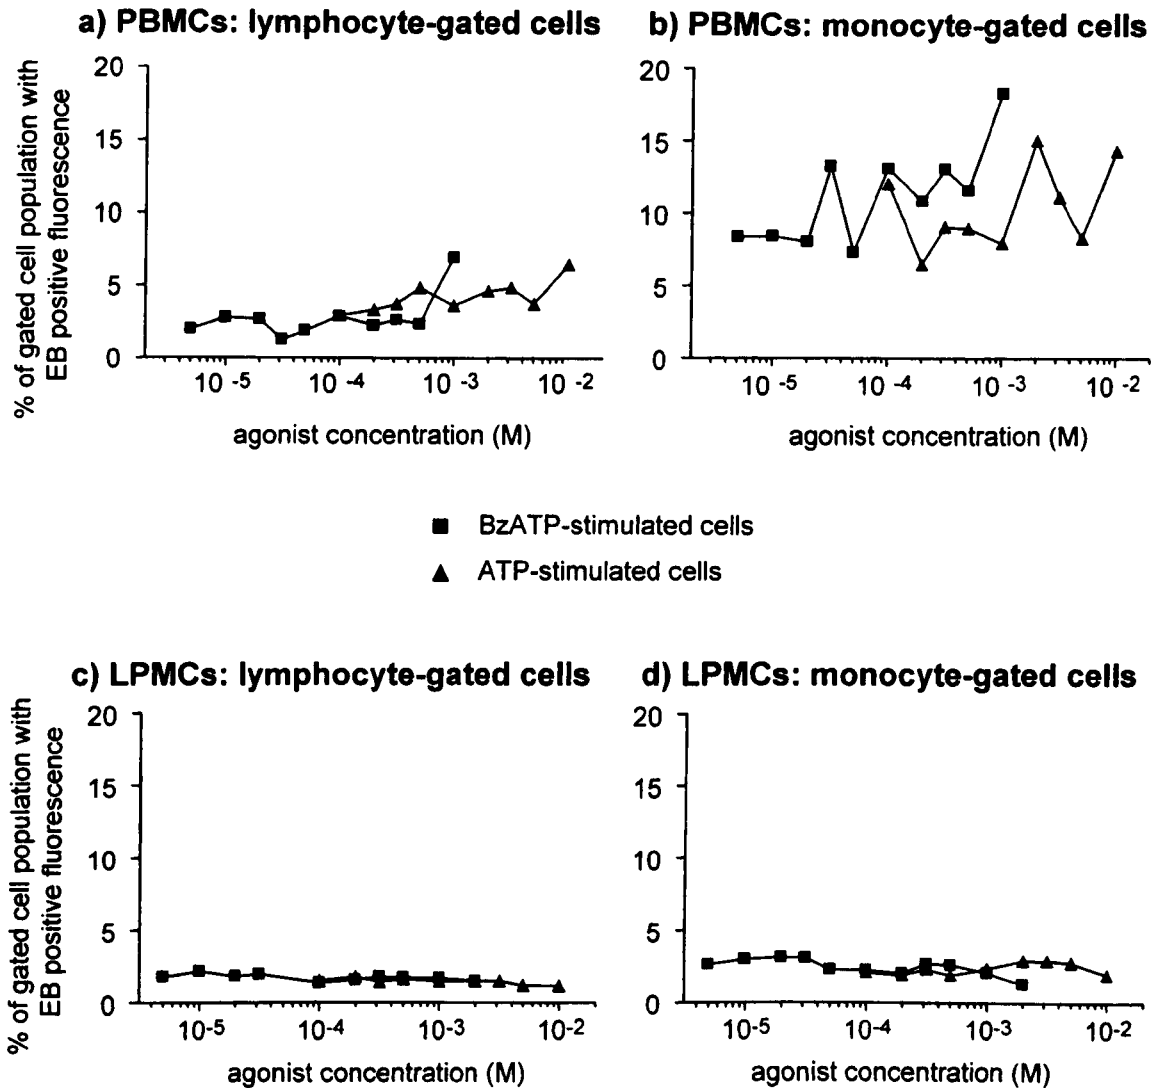 a) PBMCs: lymphocyte-gated cells
b) PBMCs: monocyte-gated cells
% of gated cell population with
EB positive fluorescence
20
15
10
5
0
10 -5
10 -4
10 -3
10 -2
agonist concentration (M)
20
15
10
5
0
10 -5
10 -4
10 -3
10 -2
agonist concentration (M)
BzATP-stimulated cells
ATP-stimulated cells
c) LPMCs: lymphocyte-gated cells
d) LPMCs: monocyte-gated cells
% of gated cell population with
EB positive fluorescence
20
15
10
5
0
10-5
10-4
10-3
10-2
agonist concentration (M)
20
15
10
5
0
10-5
10-4
10-3
10-2
agonist concentration (M)